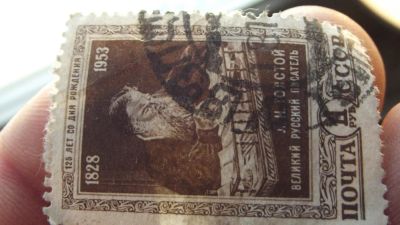 125 ЛЕТ СО ДНЯ РОЖДЕНИЯ
1828 1953
Л.Н.ТОЛСТОЙ
ВЕЛИКИЙ РУССКИЙ ПИСАТЕЛЬ
ПОЧТА СССР